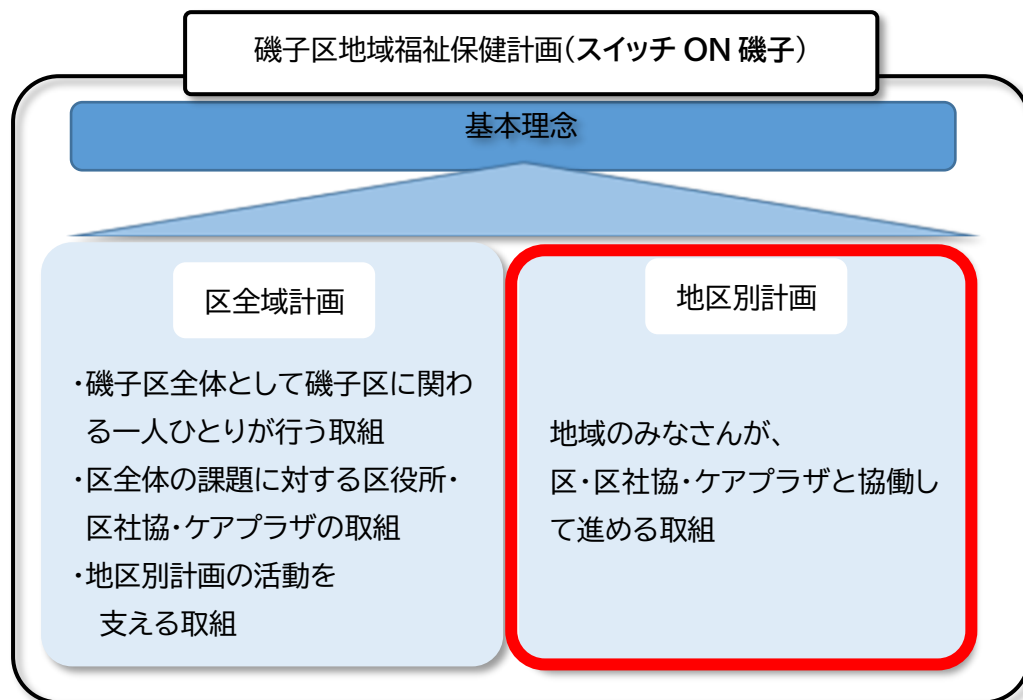 磯子区地域福祉保健計画(スイッチ ON 磯子)
基本理念
区全域計画
・磯子区全体として磯子区に関わ
る一人ひとりが行う取組
・区全体の課題に対する区役所・
区社協・ケアプラザの取組
・地区別計画の活動を
支える取組
地区別計画
地域のみなさんが、
区・区社協・ケアプラザと協働し
て進める取組